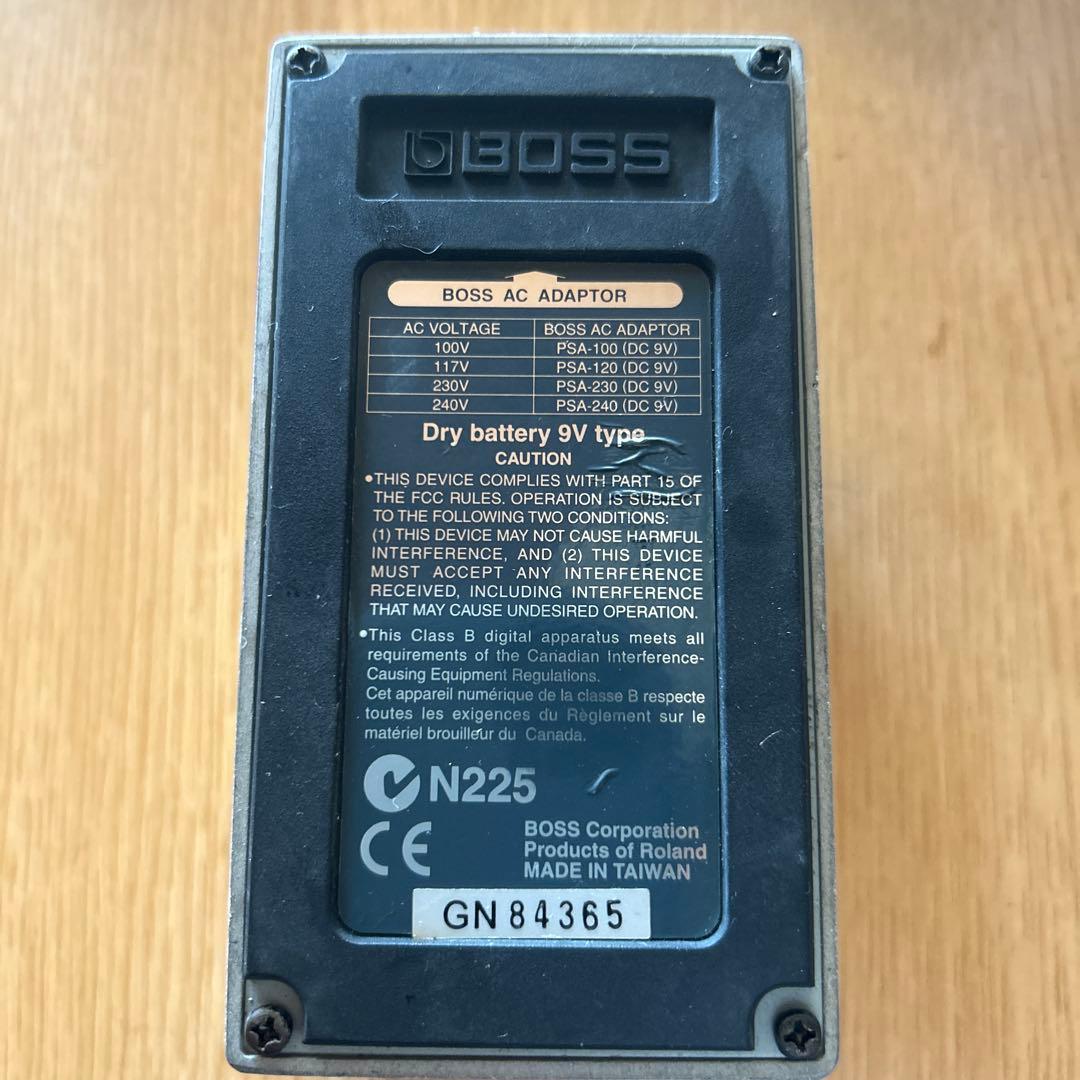 BOSS
BOSS AC ADAPTOR
AC VOLTAGE BOSS AC ADAPTOR
100V PSA-100 (DC 9V)
117V PSA-120 (DC 9V)
230V PSA-230 (DC 9V)
240V PSA-240 (DC 9V)
Dry battery 9V type
CAUTION
•THIS DEVICE COMPLIES WITH PART 15 OF
THE FCC RULES. OPERATION IS SUBJECT
TO THE FOLLOWING TWO CONDITIONS:
(1) THIS DEVICE MAY NOT CAUSE HARMFUL
INTERFERENCE, AND (2) THIS DEVICE
MUST ACCEPT ANY INTERFERENCE
RECEIVED, INCLUDING INTERFERENCE
THAT MAY CAUSE UNDESIRED OPERATION.
•This Class B digital apparatus meets all
requirements of the Canadian Interference-
Causing Equipment Regulations.
Cet appareil numérique de la classe B respecte
toutes les exigences du Règlement sur le
matériel brouilleur du Canada.
N225
CE
BOSS Corporation
Products of Roland
MADE IN TAIWAN
GN84365